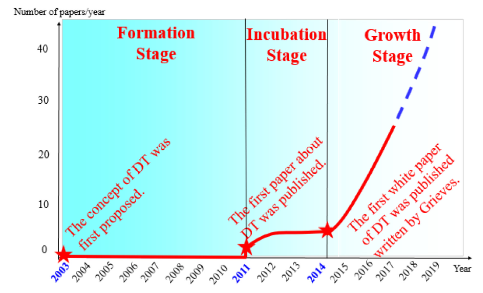 Number of papers/year
Formation
Stage
Incubation
Stage
Growth
Stage
40
30
20
10
0
The concept of DT was
first proposed.
The first paper about
DT was published.
The first white paper
of DT was published
written by Grieves.
2003 2004 2005 2006 2007 2008 2009 2010 2011 2012 2013 2014 2015 2016 2017 2018 2019 Year